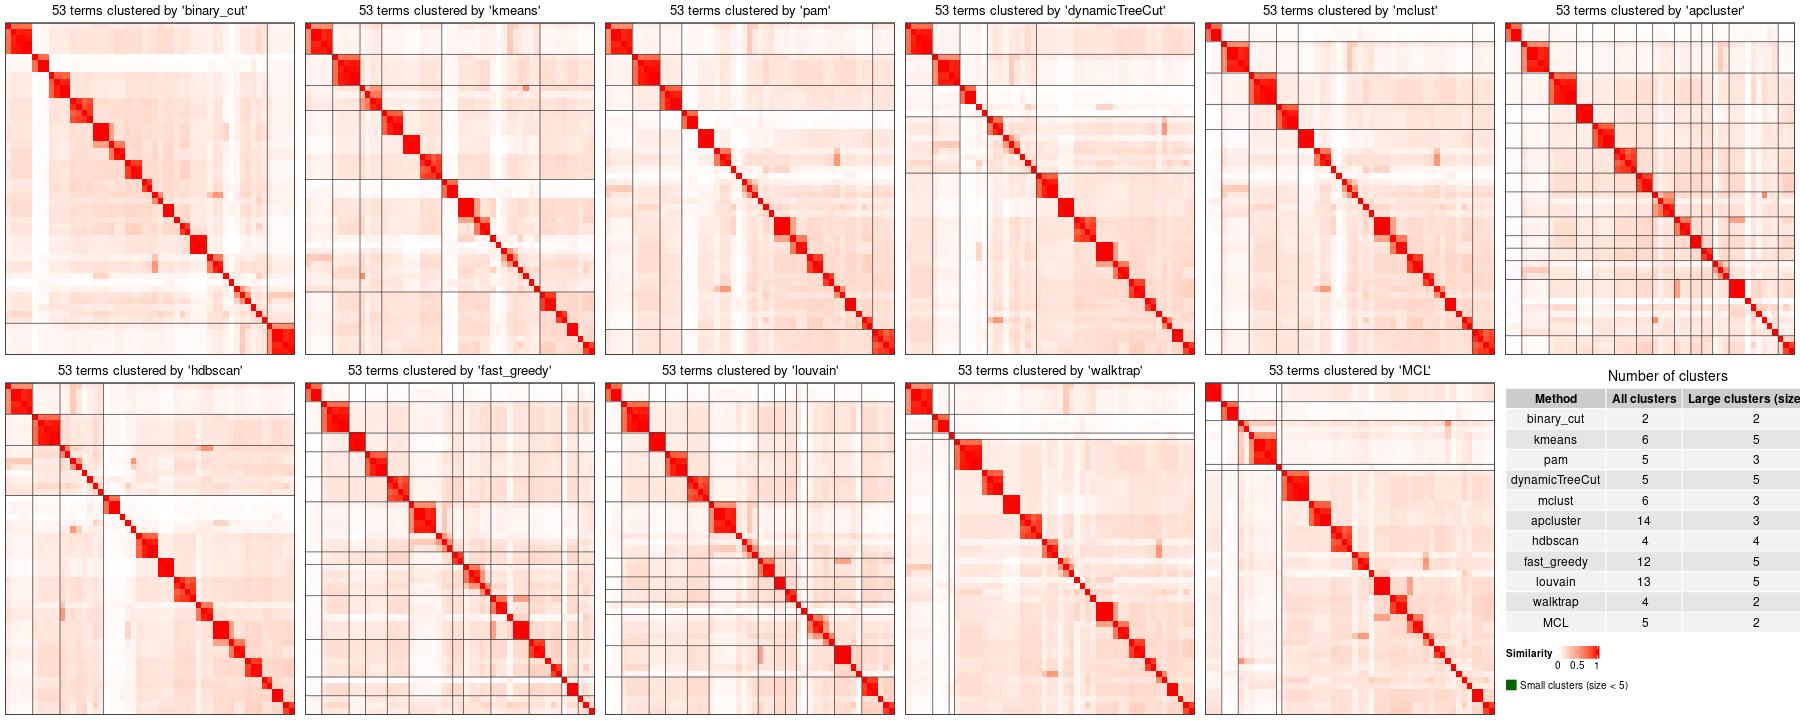 53 terms clustered by 'binary_cut'
53 terms clustered by 'kmeans'
53 terms clustered by 'pam'
53 terms clustered by 'dynamicTreeCut'
53 terms clustered by 'mclust'
53 terms clustered by 'apcluster'
53 terms clustered by 'hdbscan'
53 terms clustered by 'fast_greedy'
53 terms clustered by 'louvain'
53 terms clustered by 'walktrap'
53 terms clustered by 'MCL'
Number of clusters
Method All clusters Large clusters (size
binary_cut 2 2
kmeans 6 5
pam 5 3
dynamicTreeCut 5 5
mclust 6 3
apcluster 14 3
hdbscan 4 4
fast_greedy 12 5
louvain 13 5
walktrap 4 2
MCL 5 2
Similarity
0 0.5 1
Small clusters (size < 5)